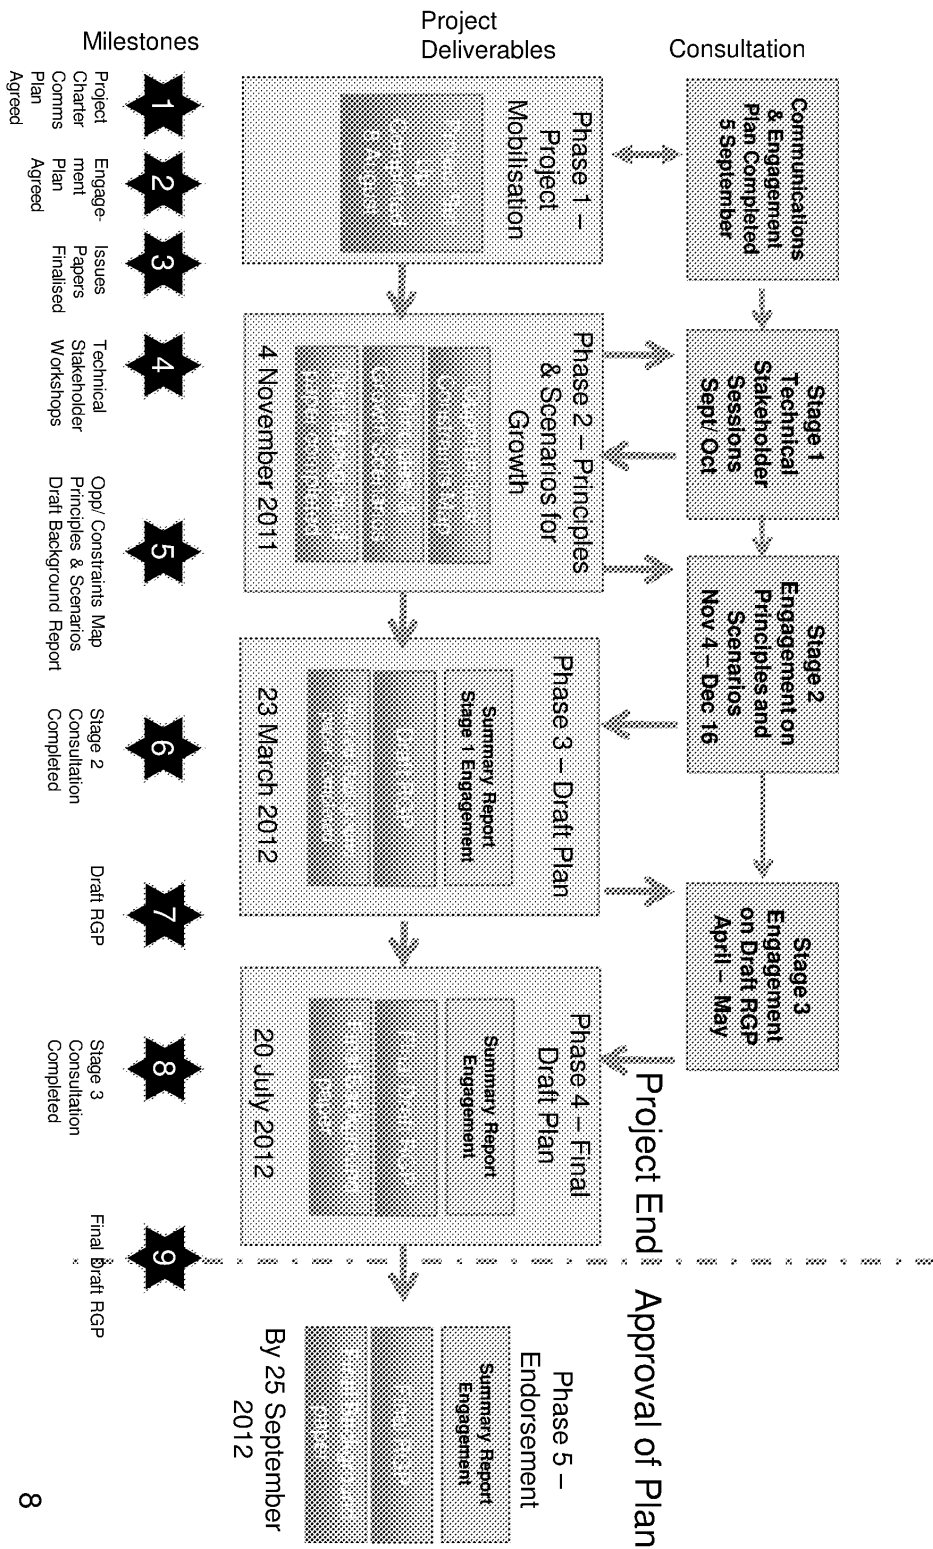 Consultation
Communications
& Engagement
Plan Completed
5 September
Stage 1
Technical
Stakeholder
Sessions
Sept/ Oct
Stage 2
Engagement on
Principles and
Scenarios
Nov 4 – Dec 16
Stage 3
Engagement
on Draft RGP
April – May
Project End
Approval of Plan
Project
Deliverables
Phase 1 –
Project
Mobilisation
Phase 2 – Principles
& Scenarios for
Growth
4 November 2011
Phase 3 – Draft Plan
Summary Report
Stage 1 Engagement
23 March 2012
Phase 4 – Final
Draft Plan
Summary Report
Engagement
20 July 2012
Phase 5 –
Endorsement
Summary Report
Engagement
By 25 September
2012
Milestones
1
Project
Charter
Comms
Plan
Agreed
2
Engage-
ment
Plan
Agreed
3
Issues
Papers
Finalised
4
Technical
Stakeholder
Workshops
5
Opp/ Constraints Map
Principles & Scenarios
Draft Background Report
6
Stage 2
Consultation
Completed
7
Draft RGP
8
Stage 3
Consultation
Completed
9
Final Draft RGP
8